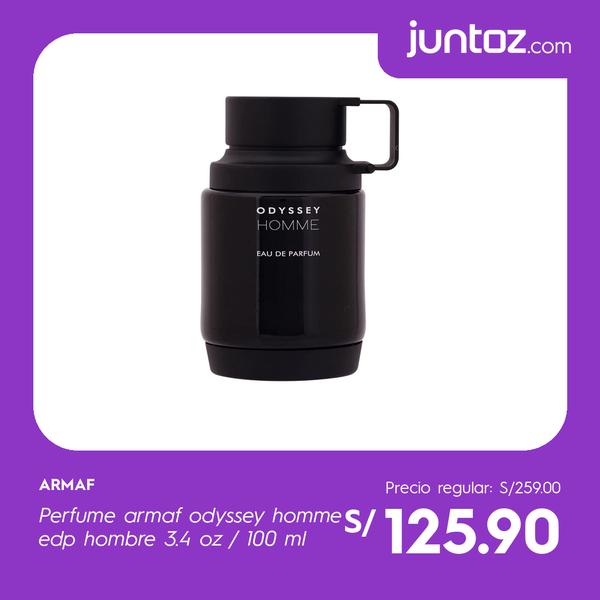 juntoz.com
ODYSSEY
HOMME
EAU DE PARFUM
ARMAF
Perfume armaf odyssey homme
edp hombre 3.4 oz / 100 ml
Precio regular: S/259.00
S/ 125.90